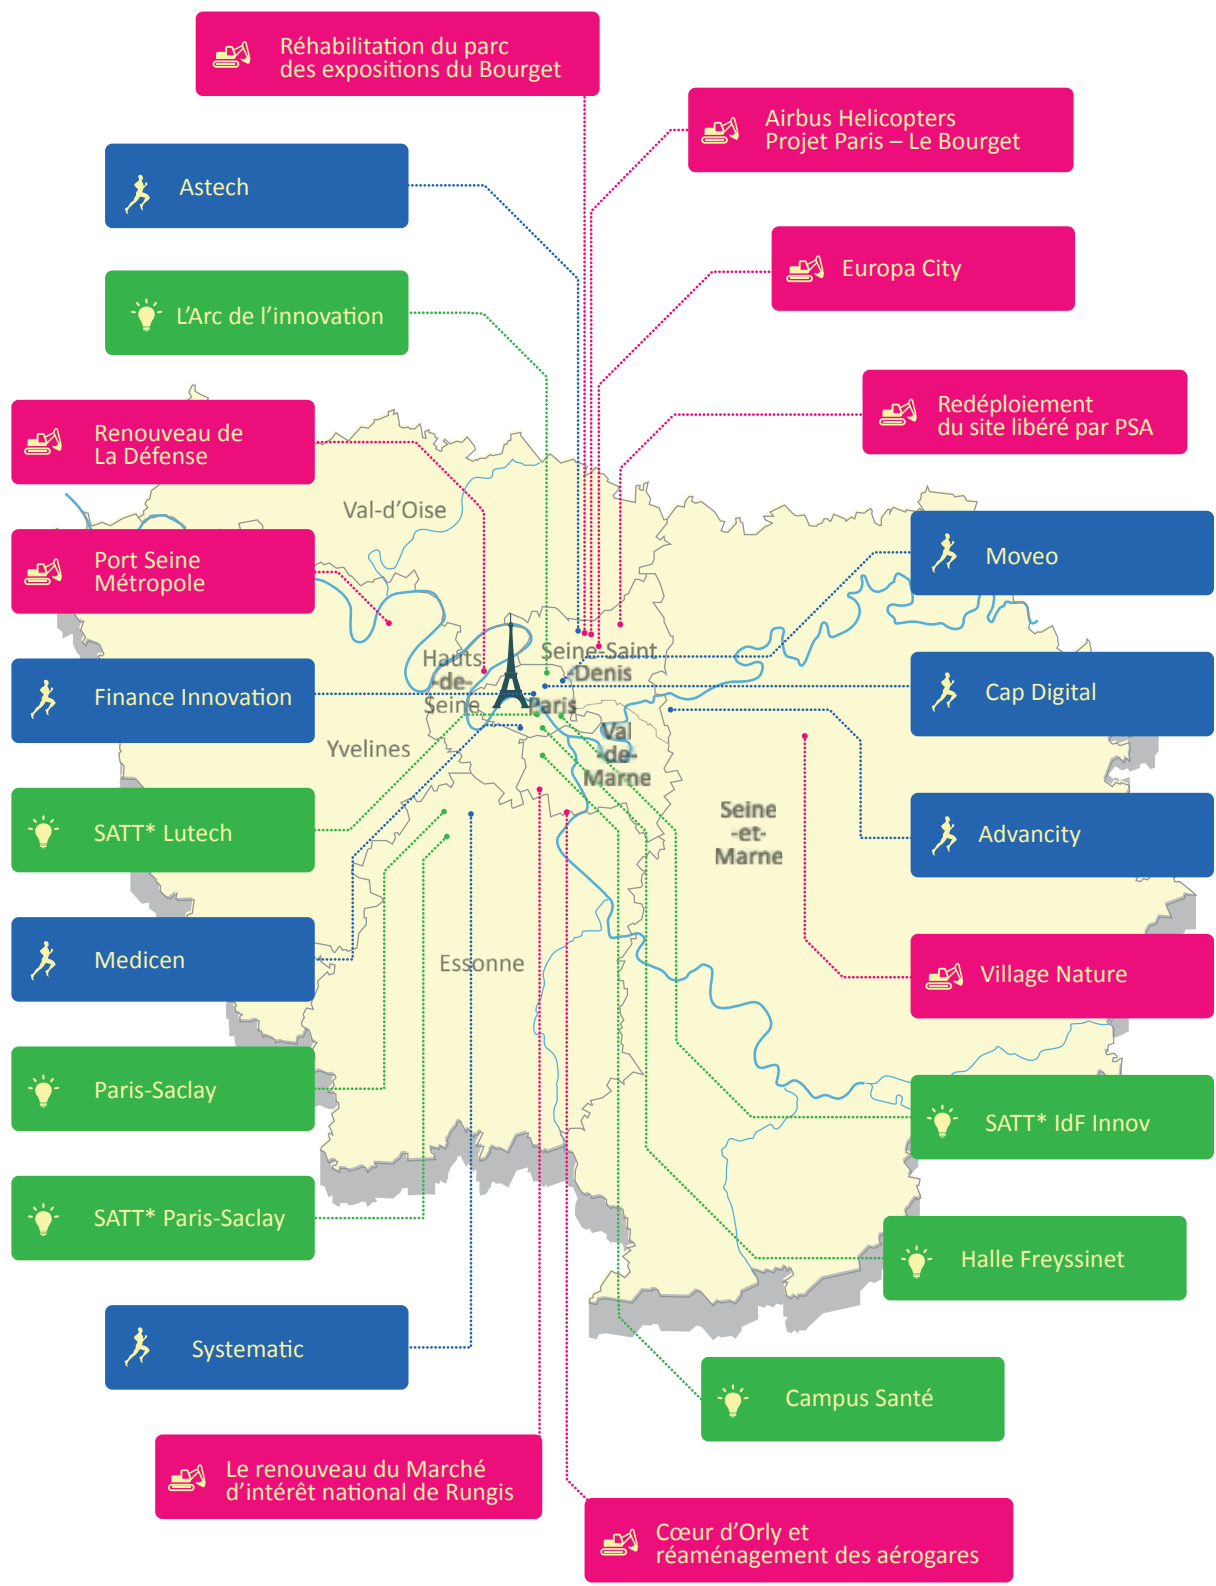 Réhabilitation du parc
des expositions du Bourget
Airbus Helicopters
Projet Paris – Le Bourget
Astech
Europa City
L’Arc de l’innovation
Redéploiement
du site libéré par PSA
Renouveau de
La Défense
Val-d’Oise
Port Seine
Métropole
Moveo
Hauts
-de-
Seine
Seine-Saint
-Denis
Paris
Finance Innovation
Cap Digital
Yvelines
Val
-de-
Marne
SATT* Lutech
Seine
-et-
Marne
Advancity
Medicen
Essonne
Village Nature
Paris-Saclay
SATT* IdF Innov
SATT* Paris-Saclay
Halle Freyssinet
Systematic
Campus Santé
Le renouveau du Marché
d’intérêt national de Rungis
Cœur d’Orly et
réaménagement des aérogares